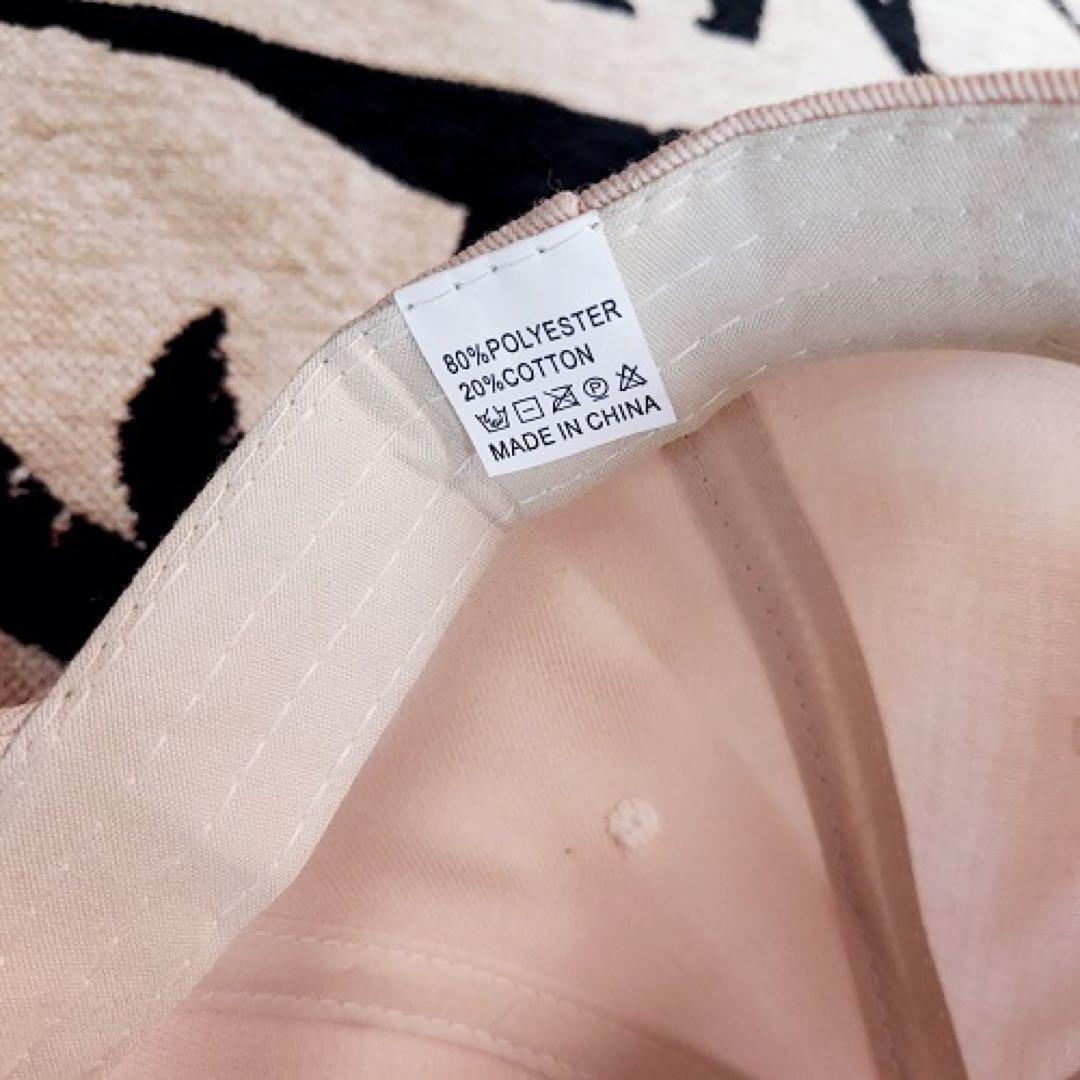 80%POLYESTER
20%COTTON
P
MADE IN CHINA